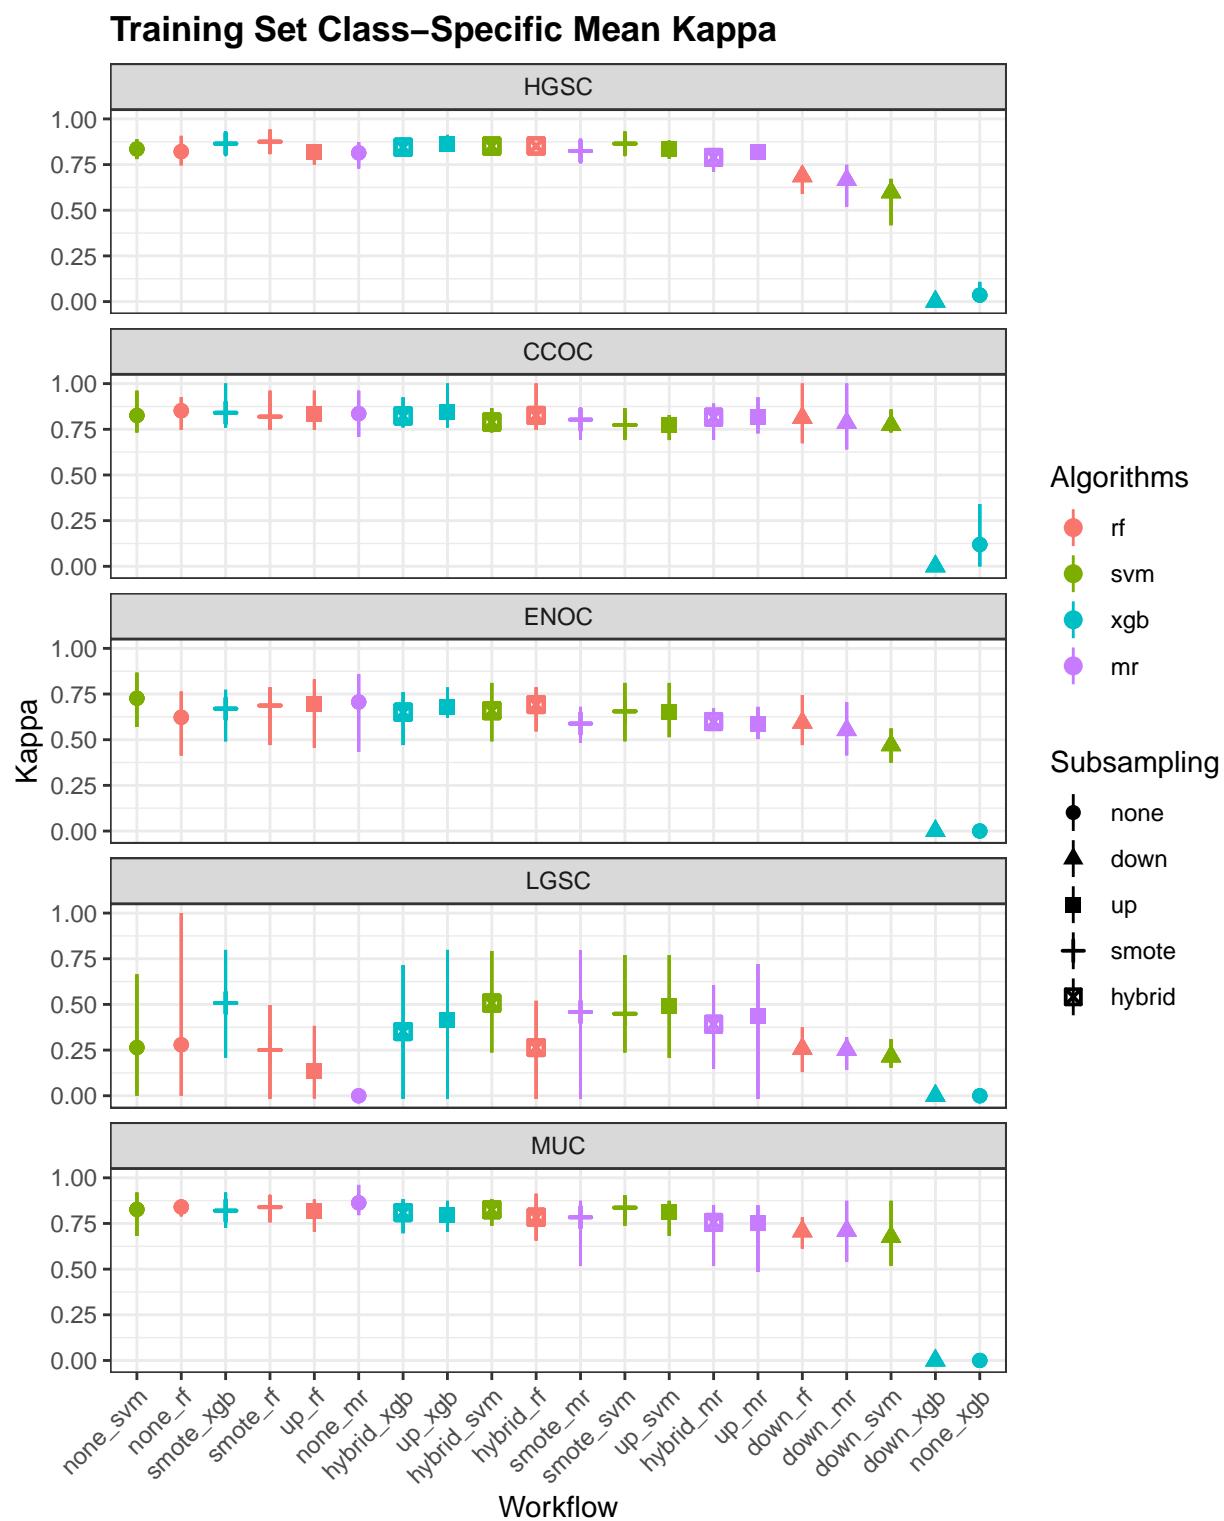 Training Set Class−Specific Mean Kappa
HGSC
1.00
0.75
0.50
0.25
0.00
CCOC
1.00
0.75
0.50
0.25
0.00
ENOC
1.00
0.75
0.50
0.25
0.00
LGSC
1.00
0.75
0.50
0.25
0.00
MUC
1.00
0.75
0.50
0.25
0.00
Kappa
none_svm
none_rf
smote_xgb
smote_rf
up_rf
none_mr
hybrid_xgb
up_xgb
hybrid_svm
hybrid_rf
smote_mr
smote_svm
up_svm
hybrid_mr
up_mr
down_rf
down_mr
down_svm
down_xgb
none_xgb
Workflow
Algorithms
rf
svm
xgb
mr
Subsampling
none
down
up
smote
hybrid